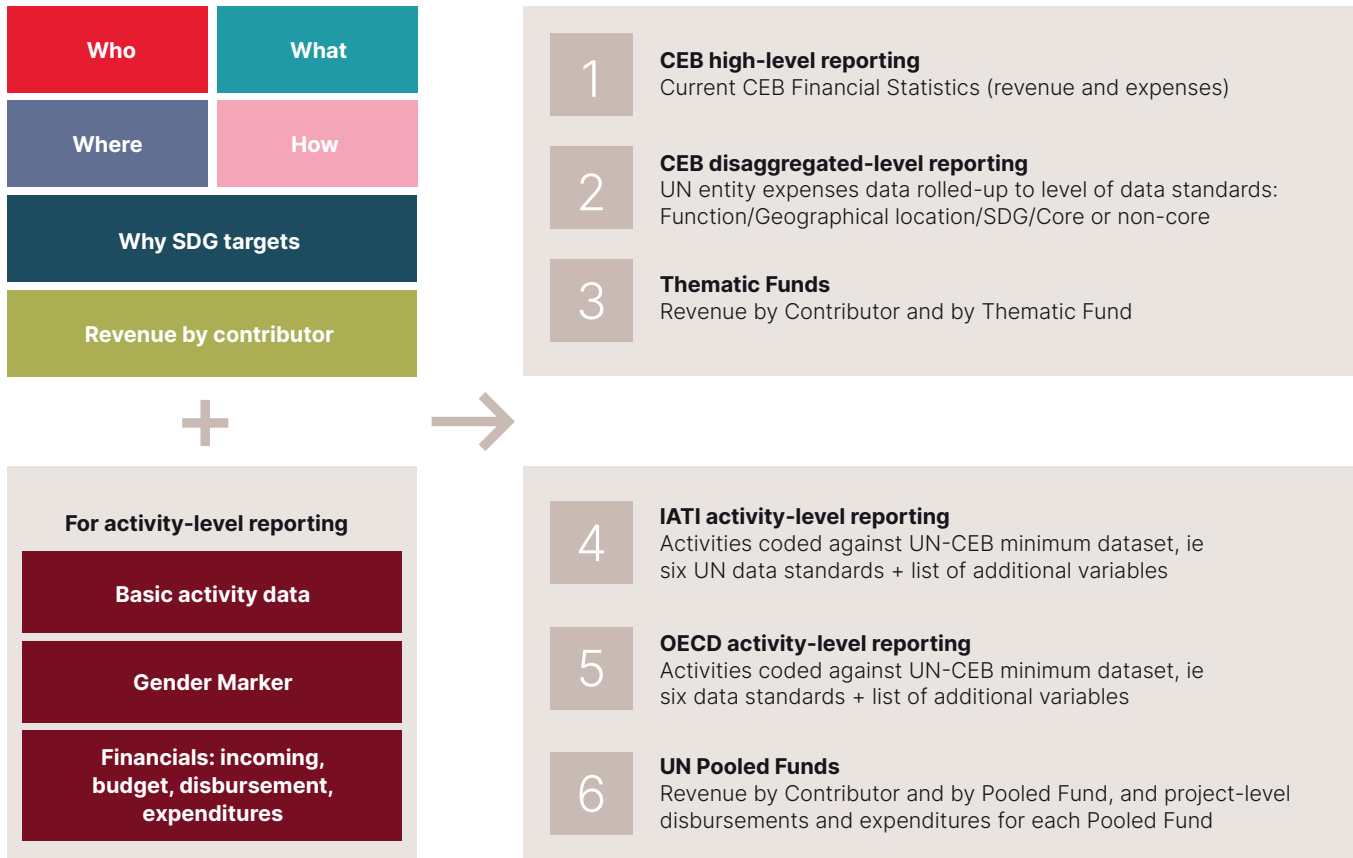 Who
What
Where
How
Why SDG targets
Revenue by contributor
+
For activity-level reporting
Basic activity data
Gender Marker
Financials: incoming,
budget, disbursement,
expenditures
1
CEB high-level reporting
Current CEB Financial Statistics (revenue and expenses)
2
CEB disaggregated-level reporting
UN entity expenses data rolled-up to level of data standards:
Function/Geographical location/SDG/Core or non-core
3
Thematic Funds
Revenue by Contributor and by Thematic Fund
4
IATI activity-level reporting
Activities coded against UN-CEB minimum dataset, ie
six UN data standards + list of additional variables
5
OECD activity-level reporting
Activities coded against UN-CEB minimum dataset, ie
six data standards + list of additional variables
6
UN Pooled Funds
Revenue by Contributor and by Pooled Fund, and project-level
disbursements and expenditures for each Pooled Fund